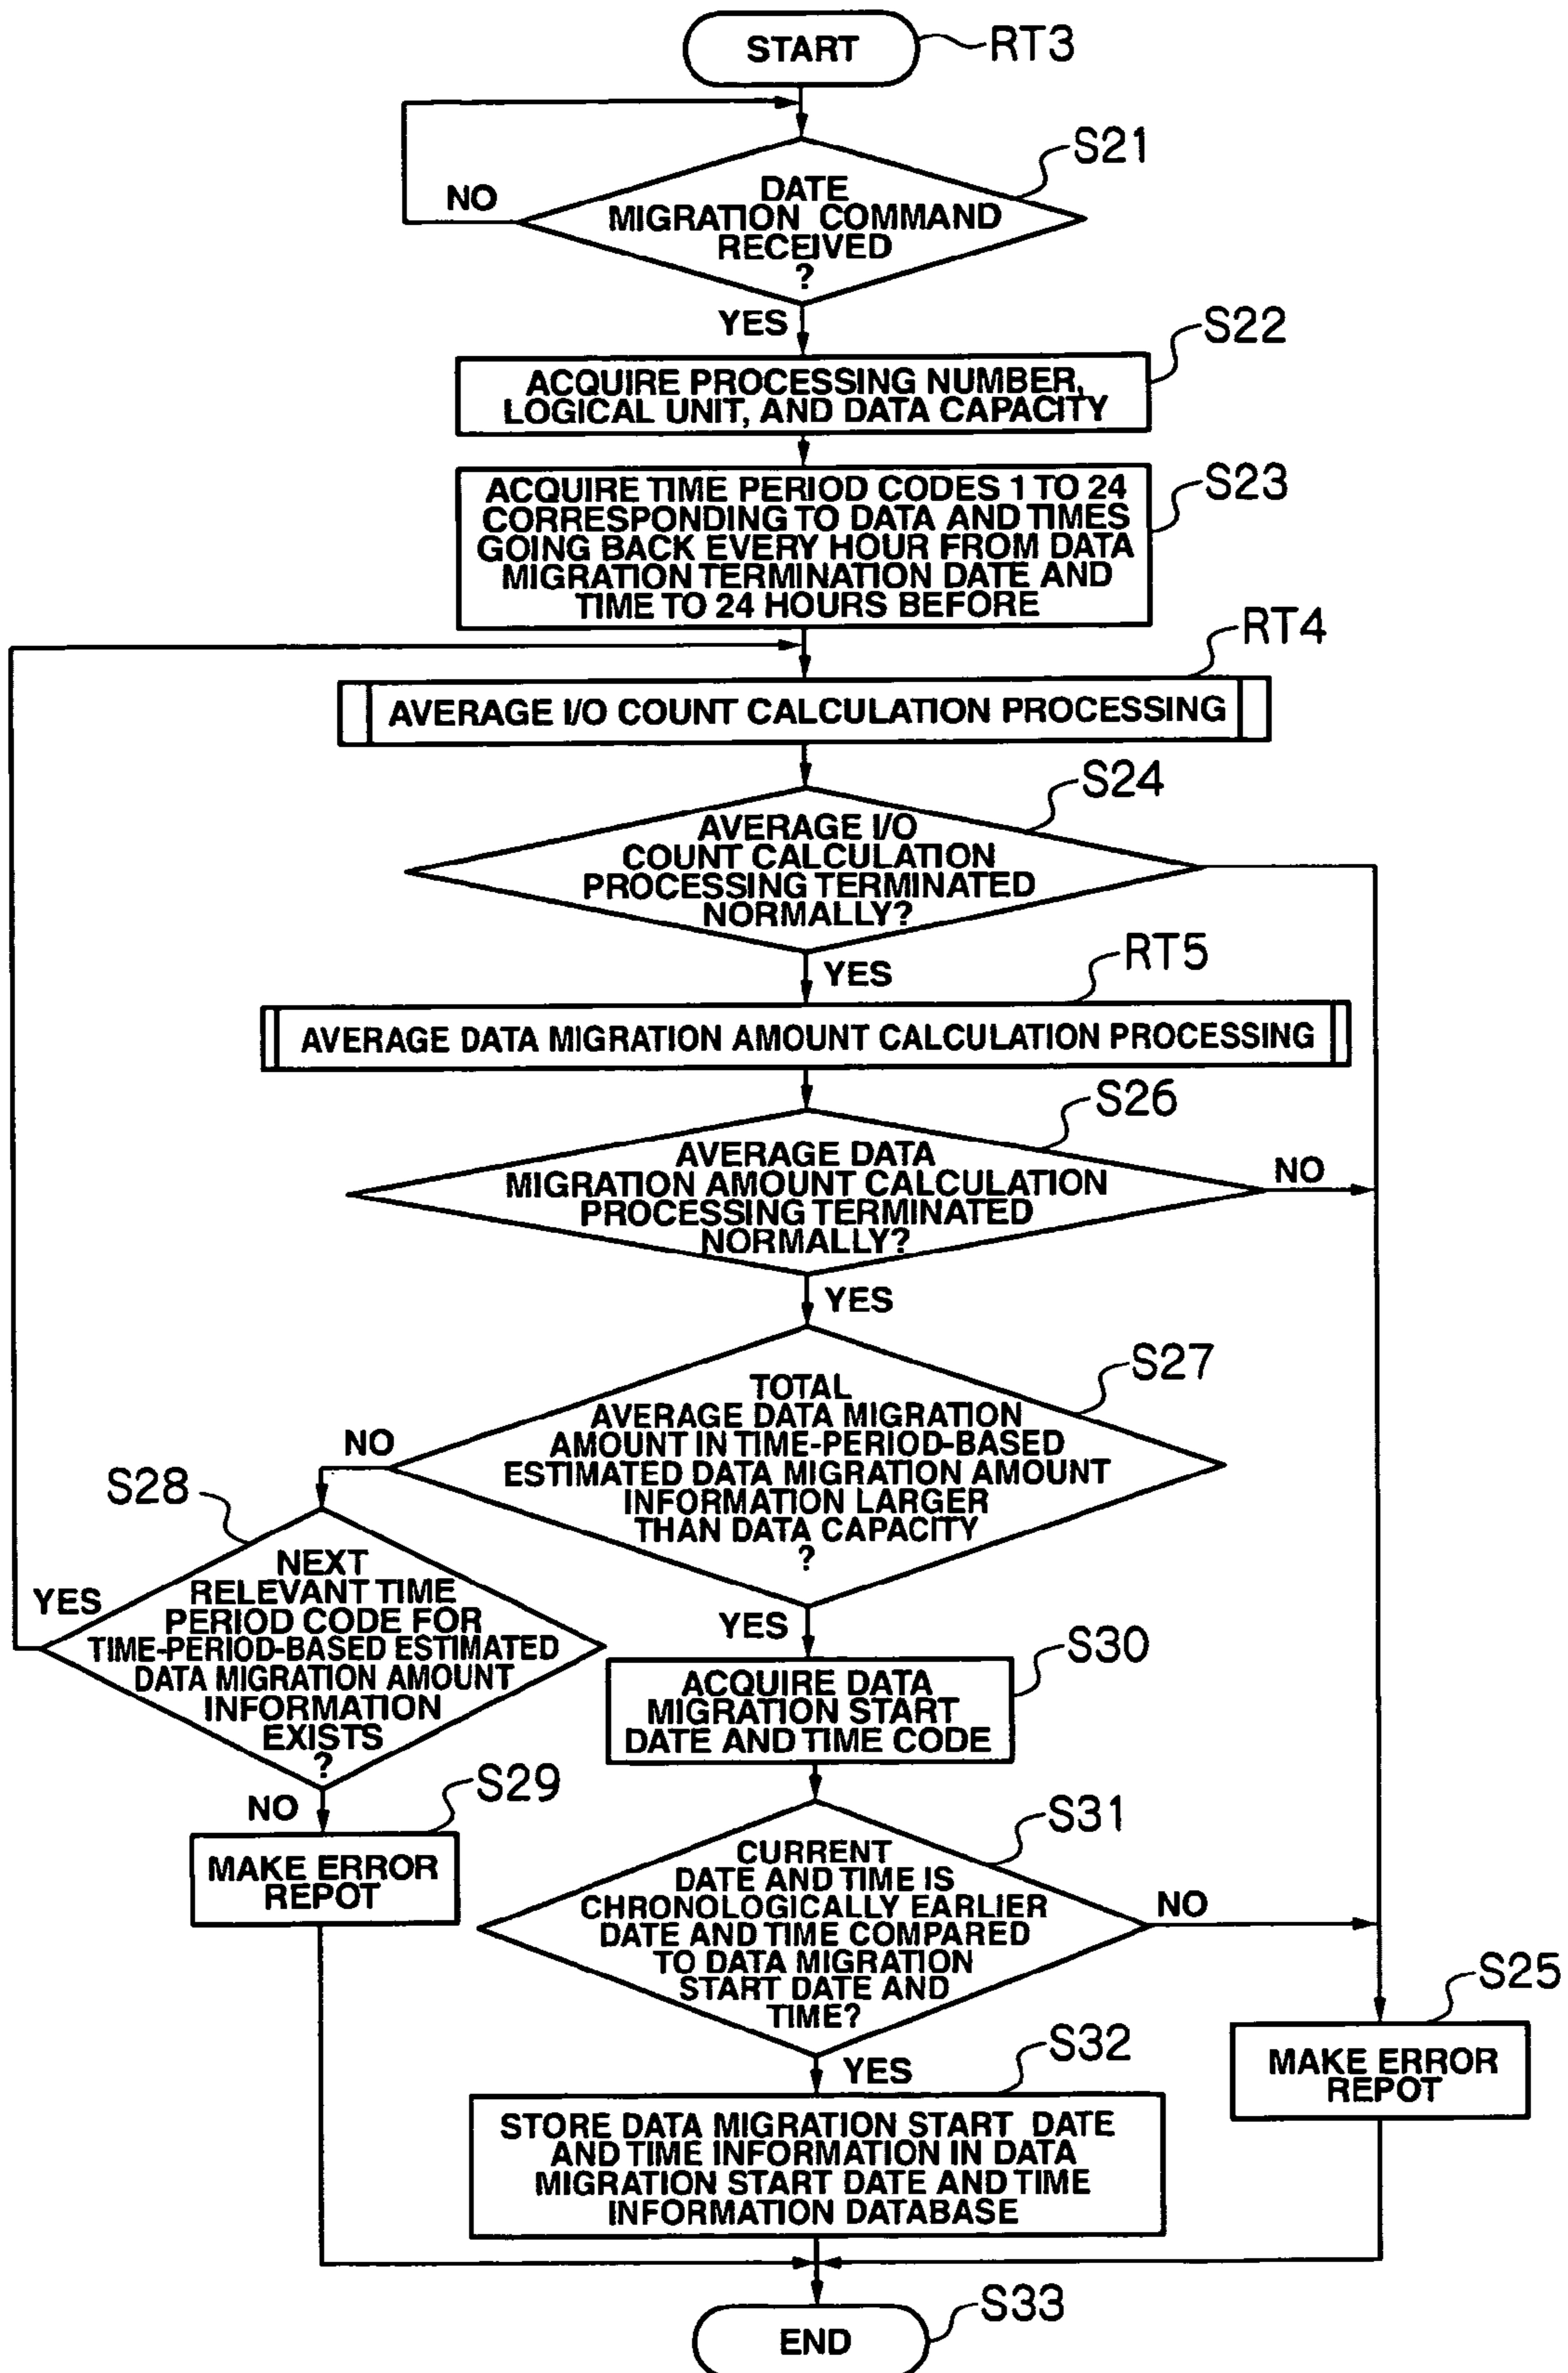 START
RT3
S21
DATE
MIGRATION COMMAND
RECEIVED
?
NO
YES
S22
ACQUIRE PROCESSING NUMBER,
LOGICAL UNIT, AND DATA CAPACITY
S23
ACQUIRE TIME PERIOD CODES 1 TO 24
CORRESPONDING TO DATA AND TIMES
GOING BACK EVERY HOUR FROM DATA
MIGRATION TERMINATION DATE AND
TIME TO 24 HOURS BEFORE
RT4
AVERAGE I/O COUNT CALCULATION PROCESSING
S24
AVERAGE I/O
COUNT CALCULATION
PROCESSING TERMINATED
NORMALLY?
YES
RT5
AVERAGE DATA MIGRATION AMOUNT CALCULATION PROCESSING
S26
AVERAGE DATA
MIGRATION AMOUNT CALCULATION
PROCESSING TERMINATED
NORMALLY?
NO
YES
S27
TOTAL
AVERAGE DATA MIGRATION
AMOUNT IN TIME-PERIOD-BASED
ESTIMATED DATA MIGRATION AMOUNT
INFORMATION LARGER
THAN DATA CAPACITY
?
NO
YES
S28
NEXT
RELEVANT TIME
PERIOD CODE FOR
TIME-PERIOD-BASED ESTIMATED
DATA MIGRATION AMOUNT
INFORMATION
EXISTS
?
YES
NO
S29
MAKE ERROR
REPOT
S30
ACQUIRE DATA
MIGRATION START
DATE AND TIME CODE
S31
CURRENT
DATE AND TIME IS
CHRONOLOGICALLY EARLIER
DATE AND TIME COMPARED
TO DATA MIGRATION
START DATE AND
TIME?
NO
YES
S25
MAKE ERROR
REPOT
S32
STORE DATA MIGRATION START DATE
AND TIME INFORMATION IN DATA
MIGRATION START DATE AND TIME
INFORMATION DATABASE
S33
END